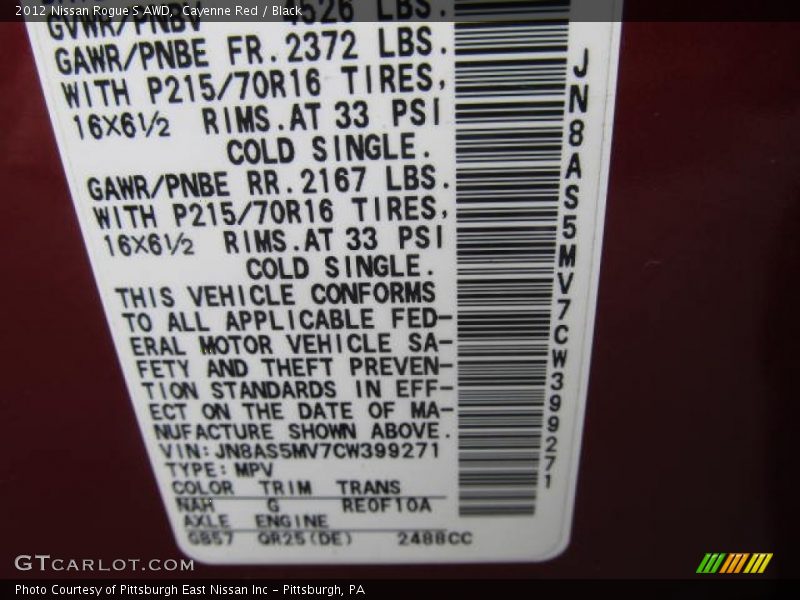 2012 Nissan Rogue S AWD, Cayenne Red / Black
GVWR/PNBV 4526 LBS.
GAWR/PNBE FR. 2372 LBS.
WITH P215/70R16 TIRES,
16X6½ RIMS. AT 33 PSI
COLD SINGLE.
GAWR/PNBE RR. 2167 LBS.
WITH P215/70R16 TIRES,
16X6½ RIMS. AT 33 PSI
COLD SINGLE.
THIS VEHICLE CONFORMS
TO ALL APPLICABLE FED-
ERAL MOTOR VEHICLE SA-
FETY AND THEFT PREVEN-
TION STANDARDS IN EFF-
ECT ON THE DATE OF MA-
NUFACTURE SHOWN ABOVE.
VIN: JN8AS5MV7CW399271
TYPE: MPV
COLOR TRIM TRANS
NAH G RE0F10A
AXLE ENGINE
GB57 QR25(DE) 2488CC
JN8AS5MV7CW399271
GTCARLOT.COM
Photo Courtesy of Pittsburgh East Nissan Inc - Pittsburgh, PA